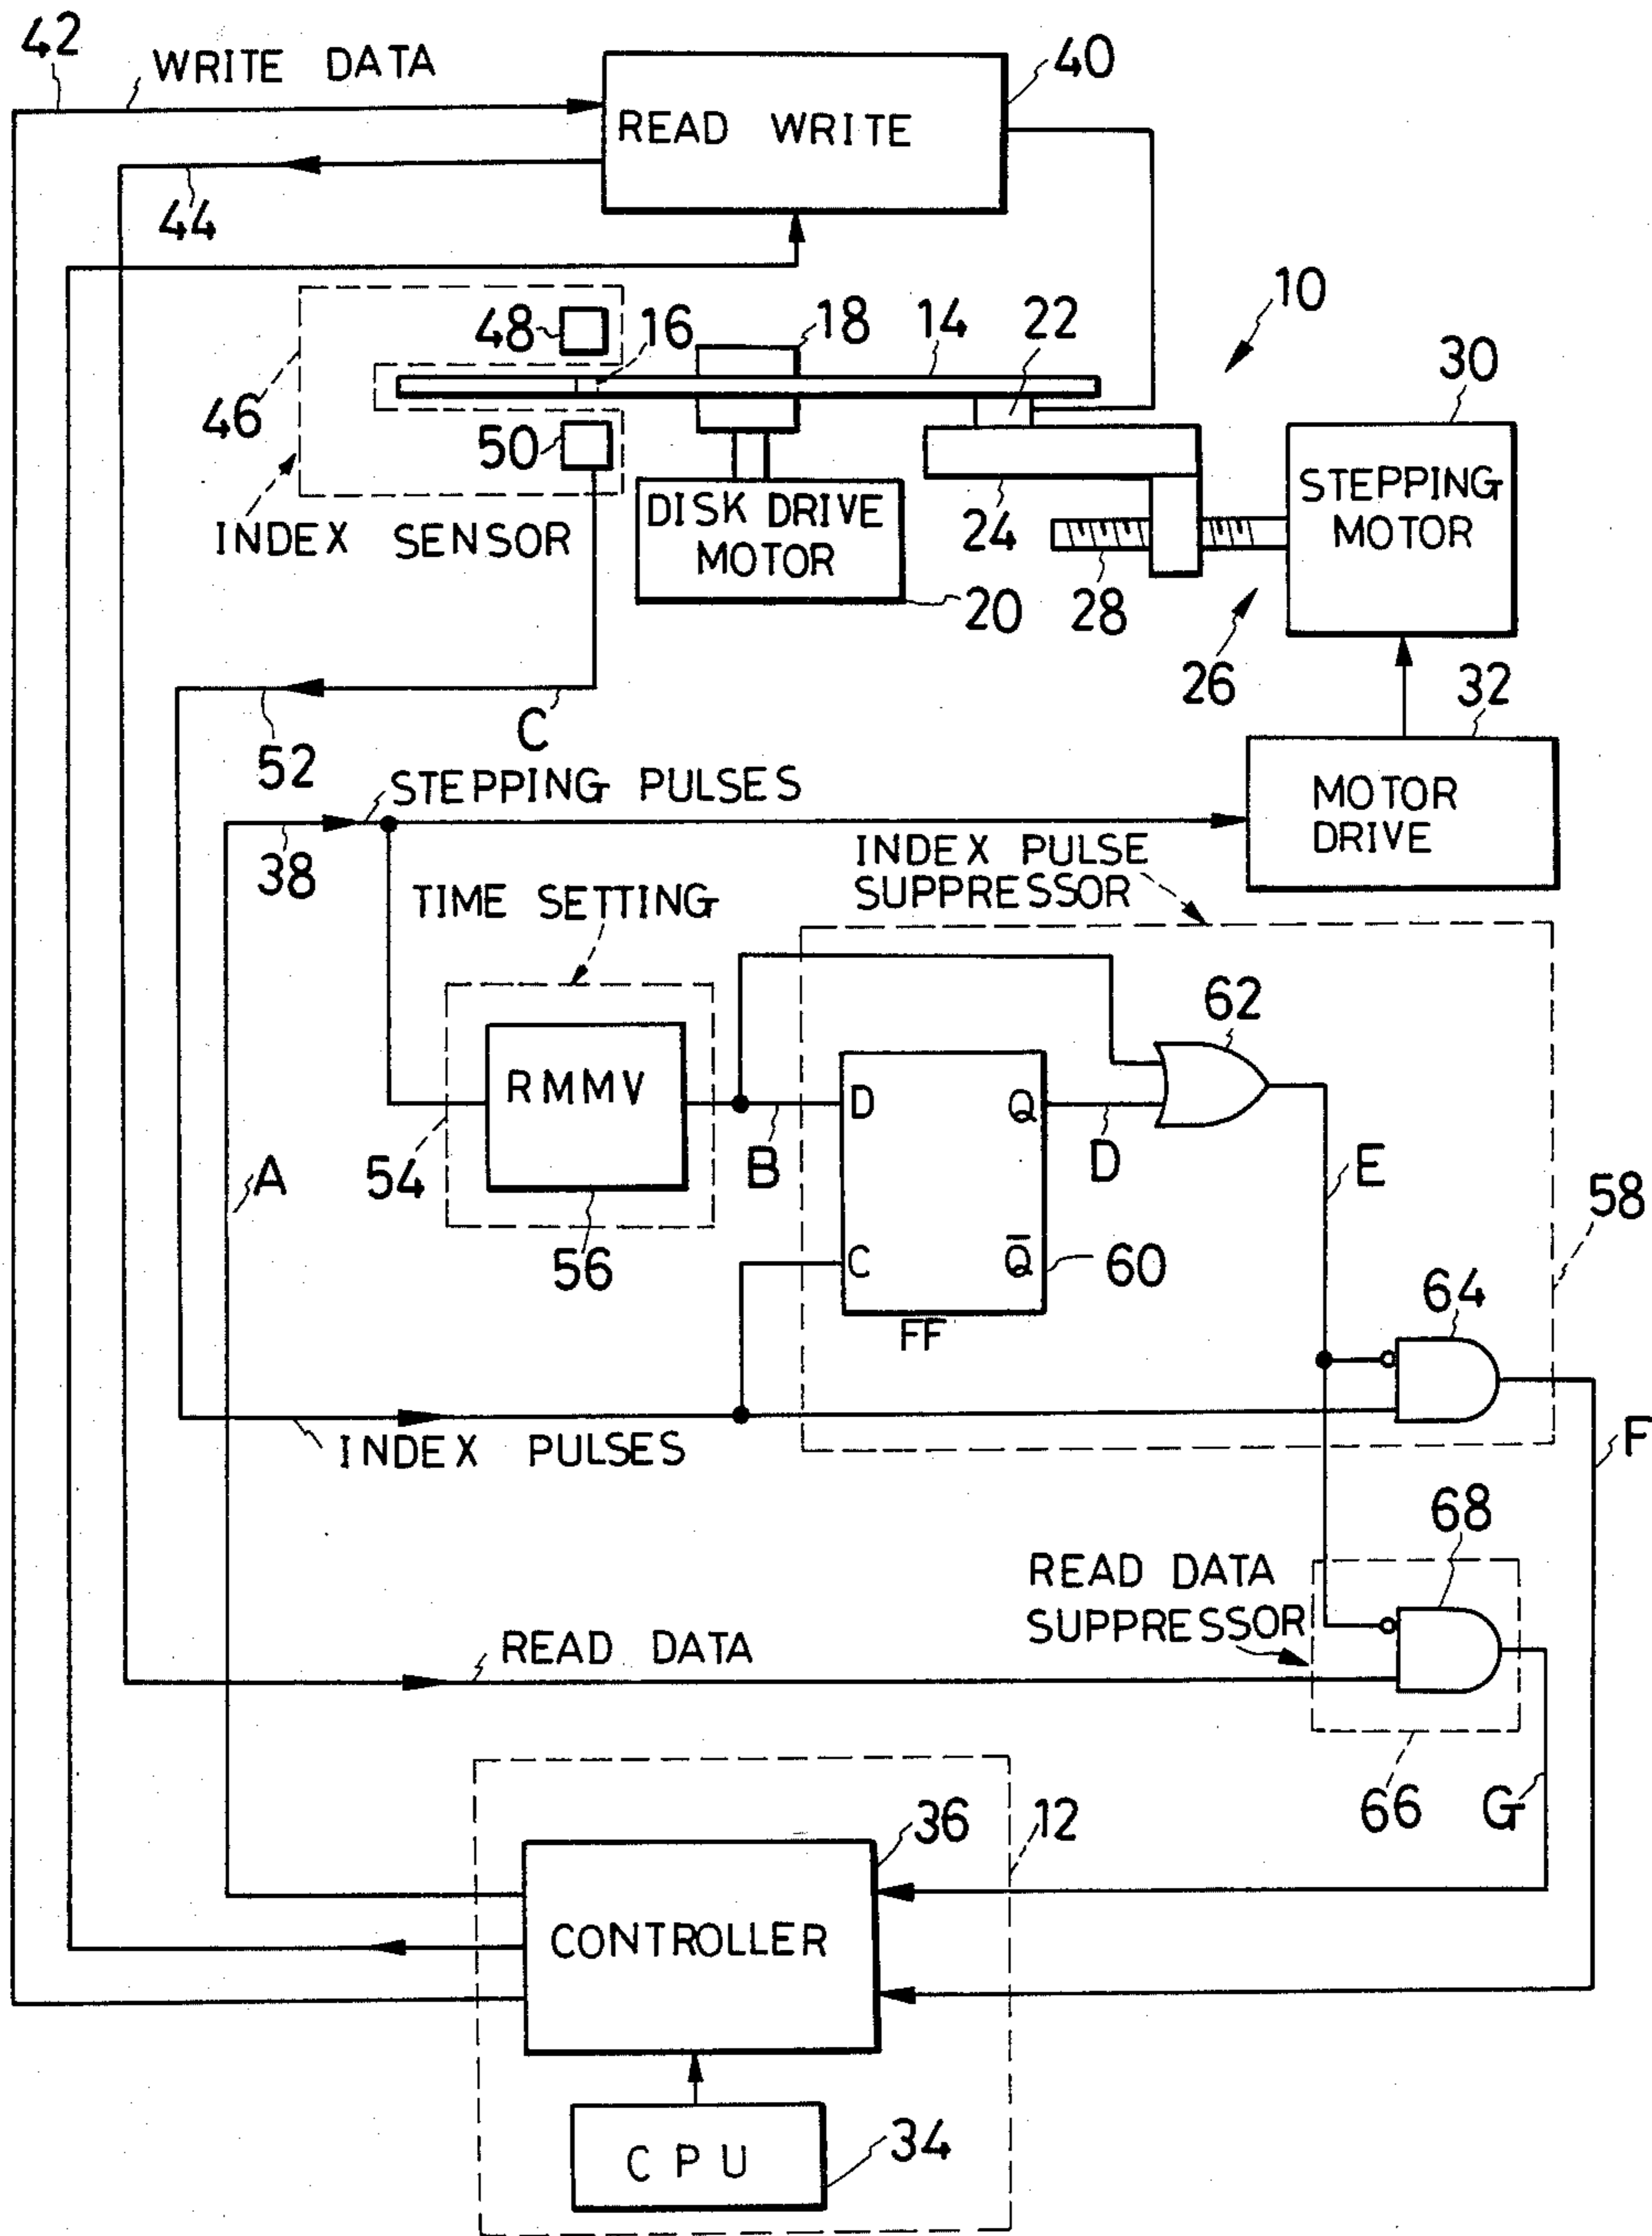 42
WRITE DATA
40
READ WRITE
44
10
48
16
18
14
22
30
46
50
STEPPING
MOTOR
INDEX SENSOR
DISK DRIVE
MOTOR
24
20
28
26
32
C
52
STEPPING PULSES
MOTOR
DRIVE
38
INDEX PULSE
SUPPRESSOR
TIME SETTING
62
RMMV
D
Q
54
B
D
E
A
58
56
C
Q̅
60
64
FF
INDEX PULSES
F
68
READ DATA
SUPPRESSOR
READ DATA
66
G
36
12
CONTROLLER
CPU
34